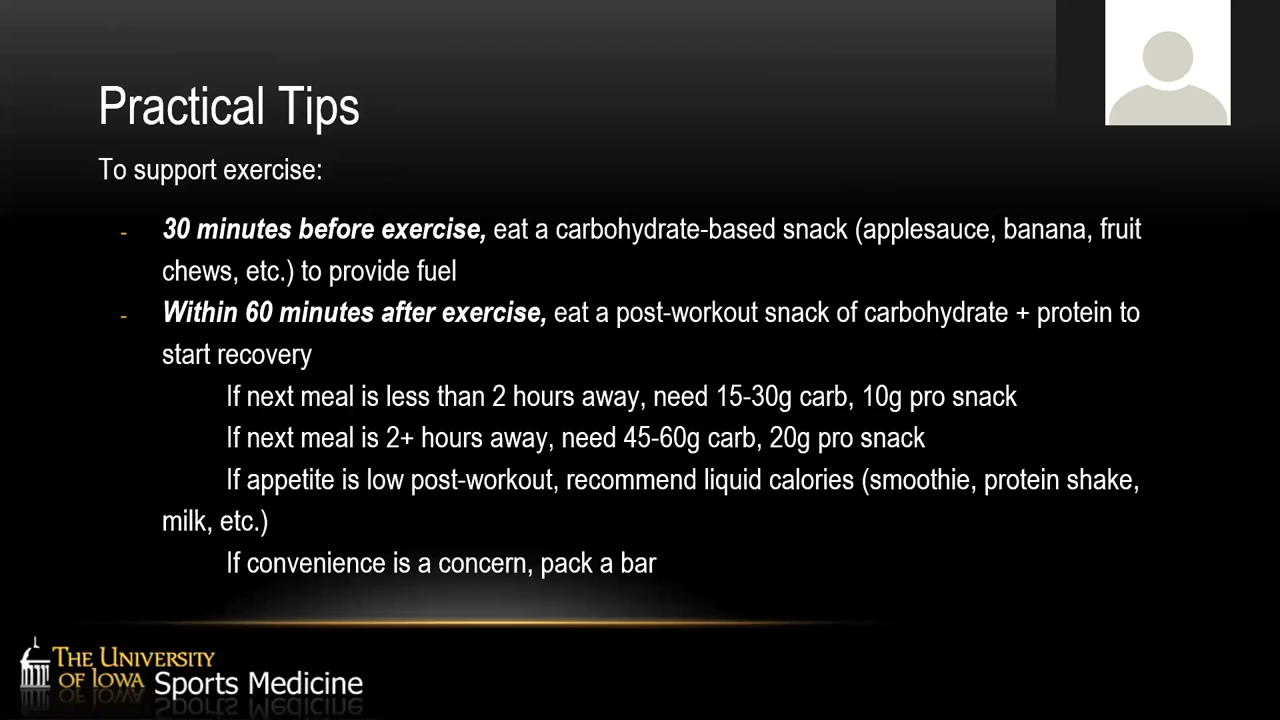 Practical Tips
To support exercise:
- 30 minutes before exercise, eat a carbohydrate-based snack (applesauce, banana, fruit
chews, etc.) to provide fuel
- Within 60 minutes after exercise, eat a post-workout snack of carbohydrate + protein to
start recovery
If next meal is less than 2 hours away, need 15-30g carb, 10g pro snack
If next meal is 2+ hours away, need 45-60g carb, 20g pro snack
If appetite is low post-workout, recommend liquid calories (smoothie, protein shake,
milk, etc.)
If convenience is a concern, pack a bar
THE UNIVERSITY
OF IOWA Sports Medicine